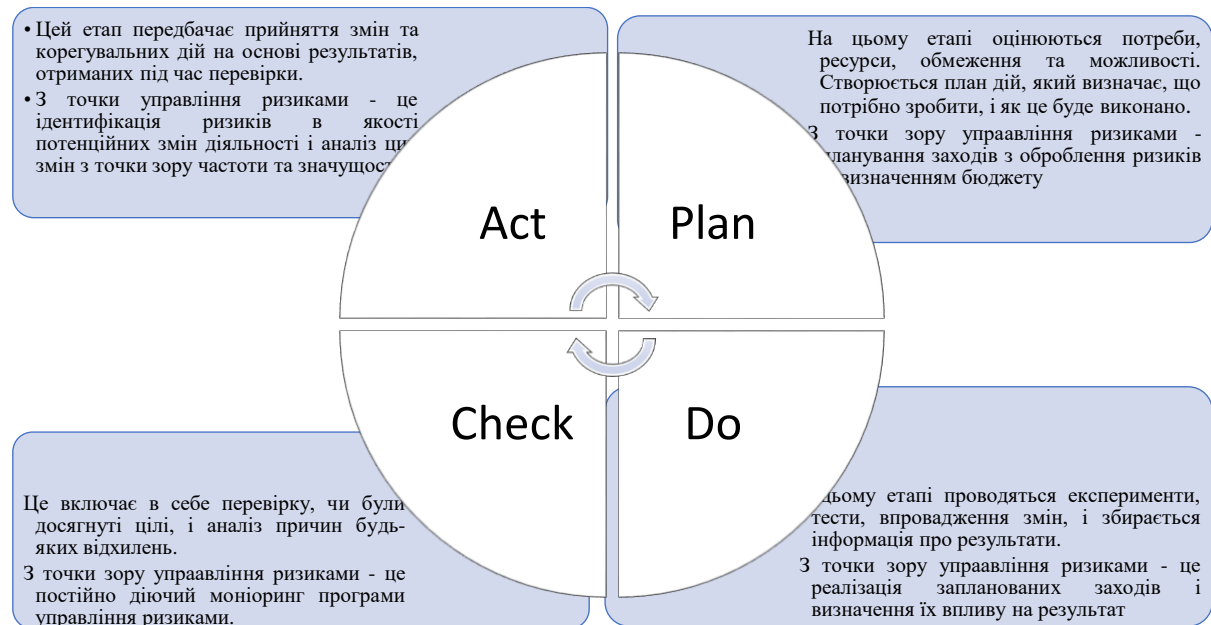 • Цей етап передбачає прийняття змін та
корегувальних дій на основі результатів,
отриманих під час перевірки.
• З точки управління ризиками - це
ідентифікація ризиків в якості
потенційних змін діяльності і аналіз
змін з точки зору частоти та
На цьому етапі оцінюються потреби,
ресурси, обмеження та можливості.
Створюється план дій, який визначає, що
потрібно зробити, і як це буде виконано.
З точки зору упраавління ризиками -
планування заходів з оброблення ризиків
визначенням бюджету
Act
Plan
Check
Do
Це включає в себе перевірку, чи були
досягнуті цілі, і аналіз причин будь-
яких відхилень.
З точки зору упраавління ризиками - це
постійно діючий моніторинг програми
управління ризиками.
цьому етапі проводяться експерименти,
тести, впровадження змін, і збирається
інформація про результати.
З точки зору упраавління ризиками - це
реалізація запланованих заходів і
визначення їх впливу на результат